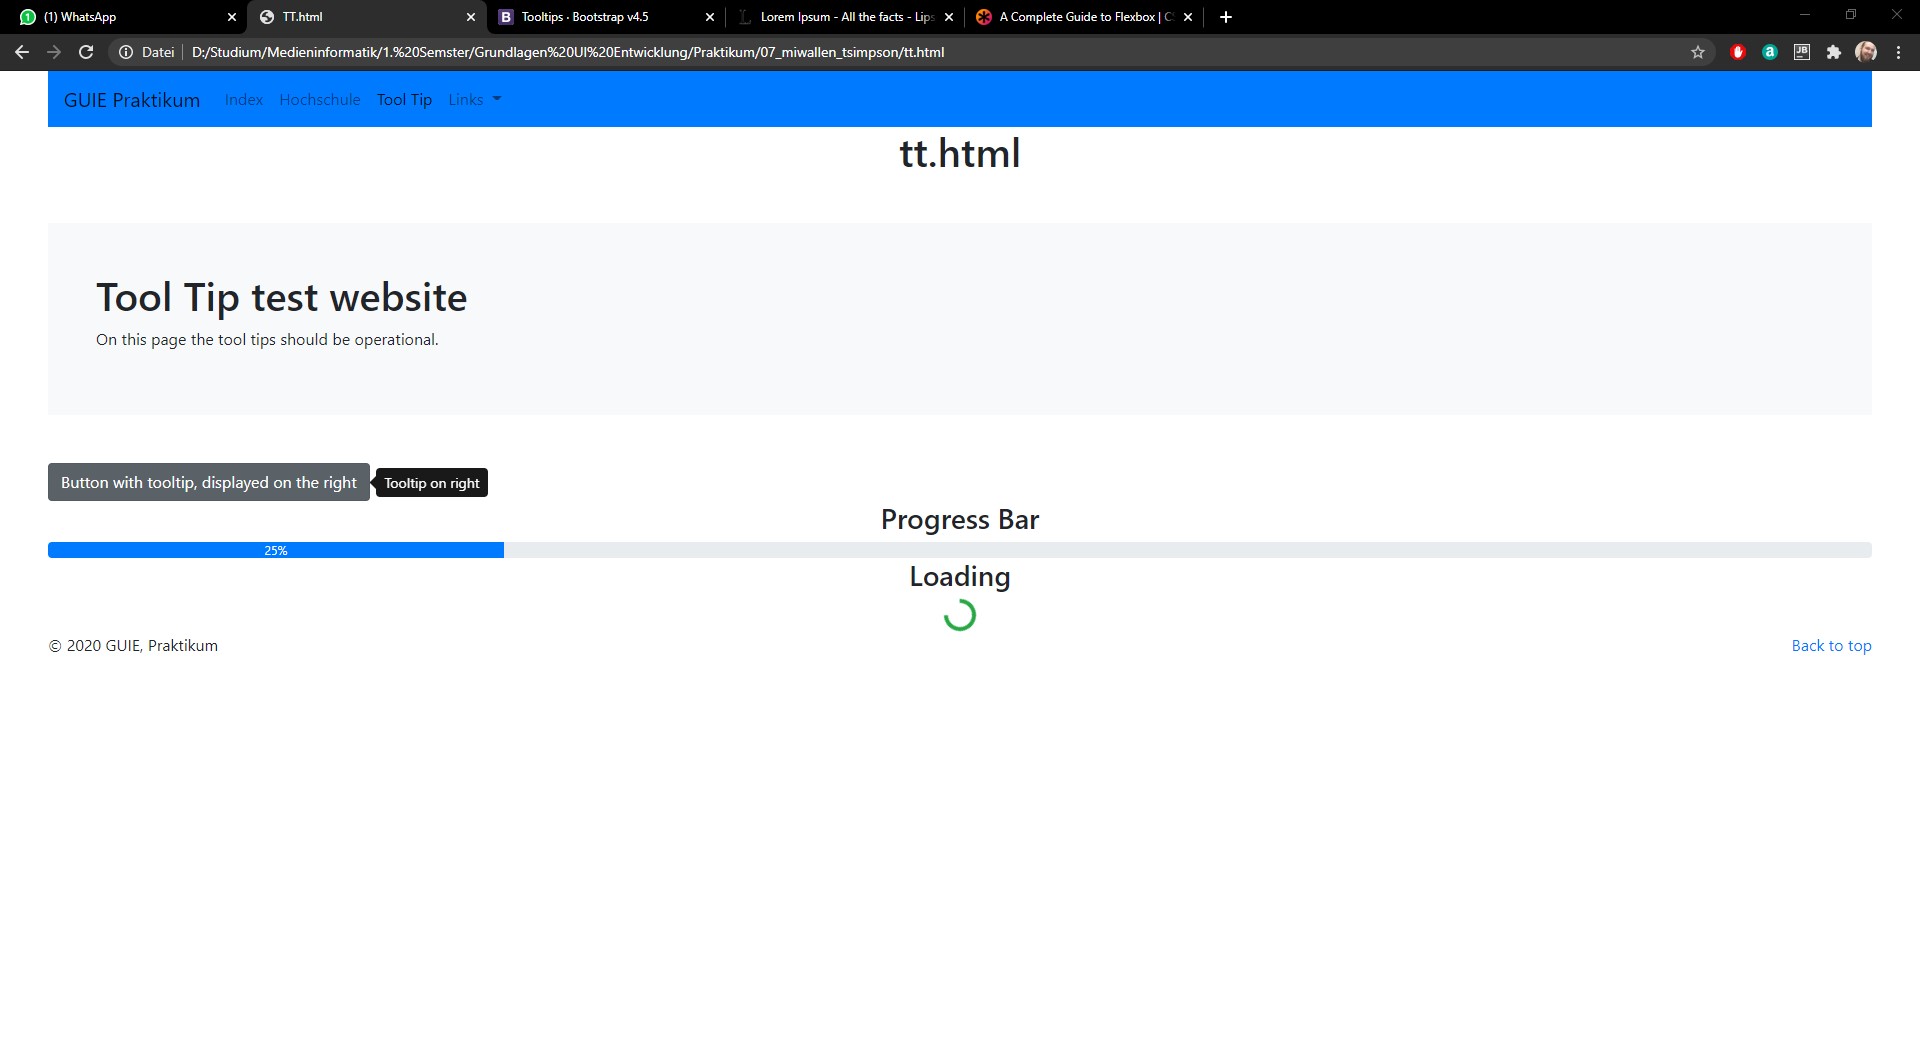 (1) WhatsApp
TT.html
Tooltips · Bootstrap v4.5
Lorem Ipsum - All the facts - Lips
A Complete Guide to Flexbox | C
Datei
D:/Studium/Medieninformatik/1.%20Semster/Grundlagen%20UI%20Entwicklung/Praktikum/07_miwallen_tsimpson/tt.html
GUIE Praktikum Index Hochschule Tool Tip Links
tt.html
Tool Tip test website
On this page the tool tips should be operational.
Button with tooltip, displayed on the right
Tooltip on right
Progress Bar
25%
Loading
© 2020 GUIE, Praktikum
Back to top